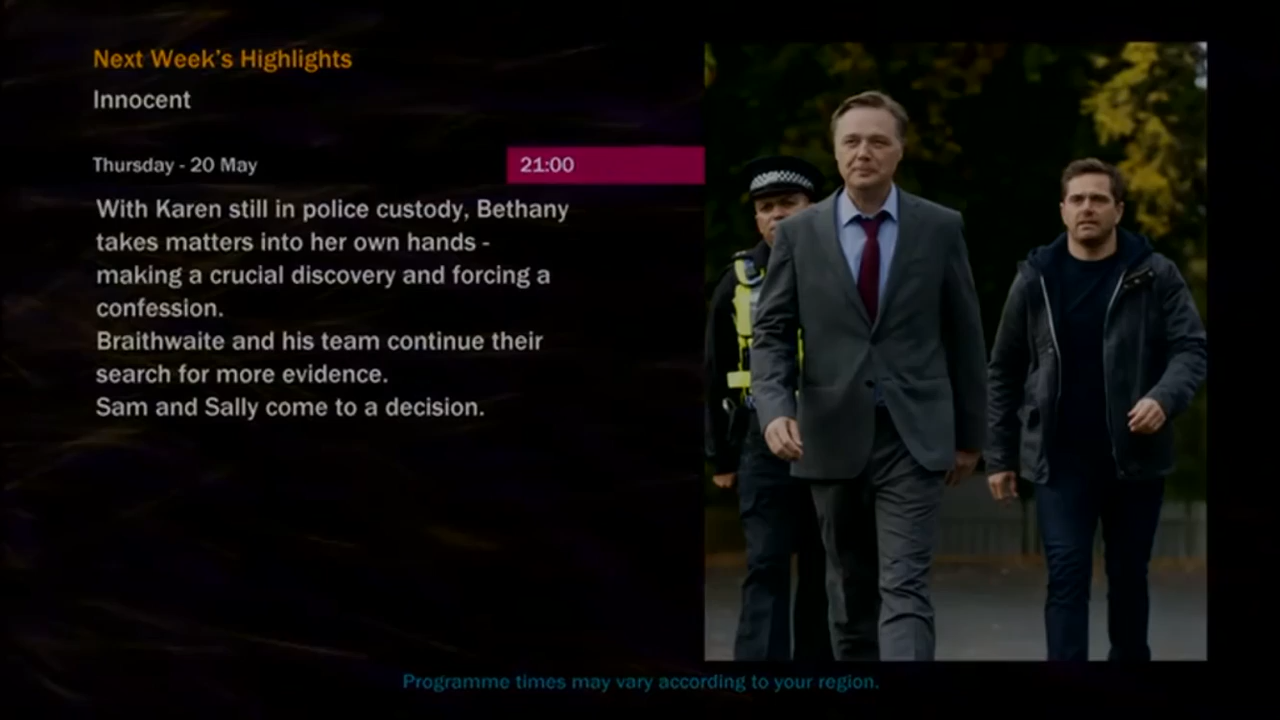 Next Week's Highlights
Innocent
Thursday - 20 May
21:00
With Karen still in police custody, Bethany
takes matters into her own hands -
making a crucial discovery and forcing a
confession.
Braithwaite and his team continue their
search for more evidence.
Sam and Sally come to a decision.
Programme times may vary according to your region.